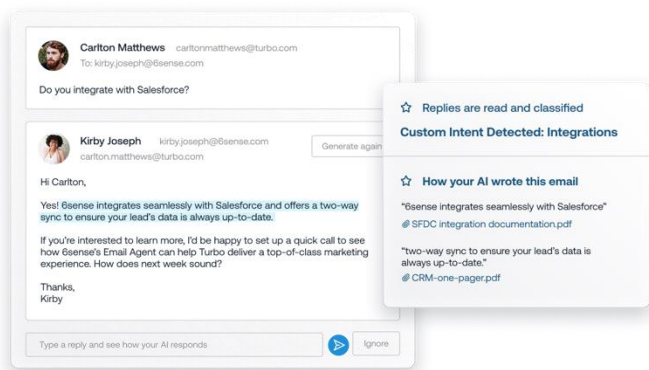 Carlton Matthews carltonmatthews@turbo.com
To: kirby.joseph@6sense.com
Do you integrate with Salesforce?
Kirby Joseph kirby.joseph@6sense.com
carlton.matthews@turbo.com
Generate again
Hi Carlton,
Yes! 6sense integrates seamlessly with Salesforce and offers a two-way
sync to ensure your lead's data is always up-to-date.
If you're interested to learn more, I'd be happy to set up a quick call to see
how 6sense's Email Agent can help Turbo deliver a top-of-class marketing
experience. How does next week sound?
Thanks,
Kirby
Type a reply and see how your AI responds
Ignore
Replies are read and classified
Custom Intent Detected: Integrations
How your AI wrote this email
"6sense integrates seamlessly with Salesforce"
SFDC integration documentation.pdf
"two-way sync to ensure your lead's data is
always up-to-date."
CRM-one-pager.pdf